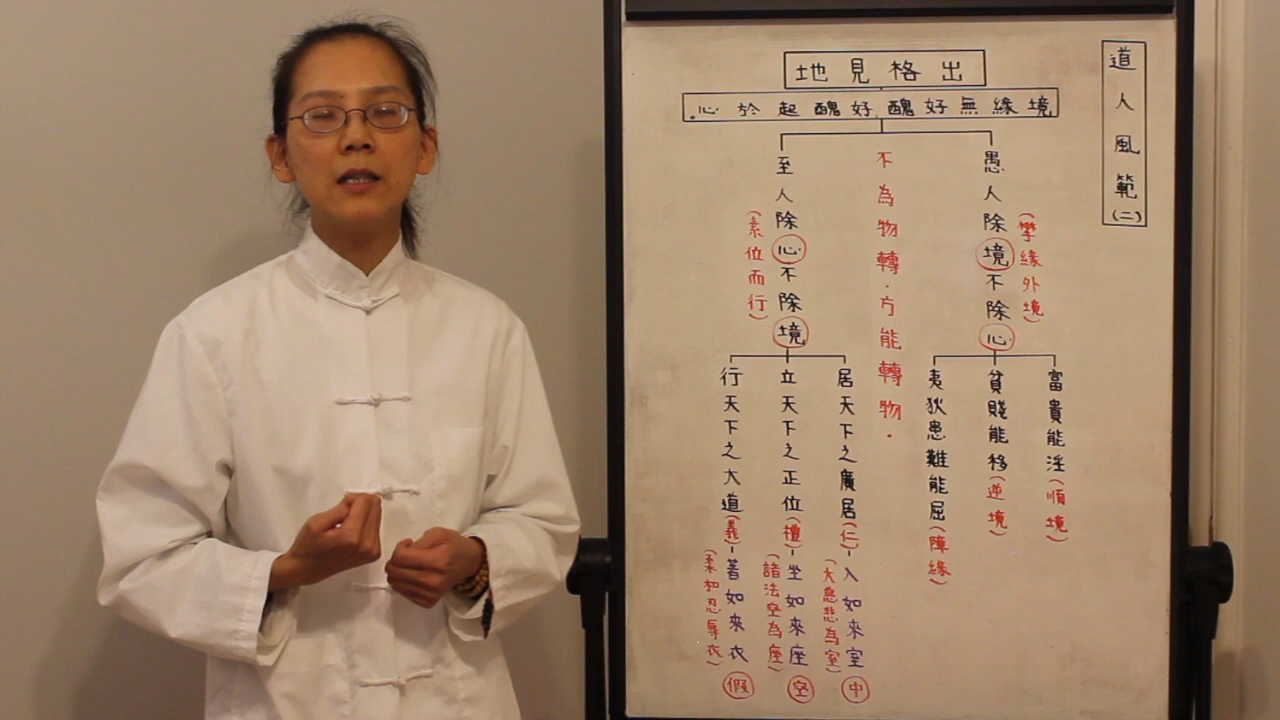 道人風範(二)
出格見地
境緣無好醜好醜起於心
愚人除境不除心
(攀緣外境)
富貴能淫(順境)
貧賤能移(逆境)
夷狄患難能屈(障緣)
不為物轉.方能轉物.
至人除心不除境
(素位而行)
居天下之廣居(仁)-入如來室 中
(大慈悲為室)
立天下之正位(禮)-坐如來座 空
(諸法空為座)
行天下之大道(義)-著如來衣 假
(柔和忍辱衣)